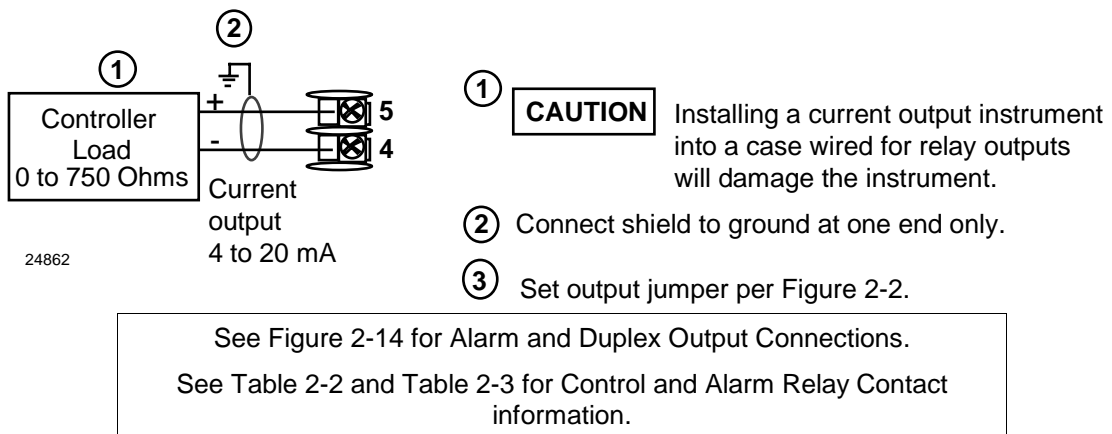 2
1
Controller
Load
0 to 750 Ohms
+
-
5
4
Current
output
4 to 20 mA
24862
1
CAUTION
Installing a current output instrument
into a case wired for relay outputs
will damage the instrument.
2 Connect shield to ground at one end only.
3 Set output jumper per Figure 2-2.
See Figure 2-14 for Alarm and Duplex Output Connections.
See Table 2-2 and Table 2-3 for Control and Alarm Relay Contact
information.